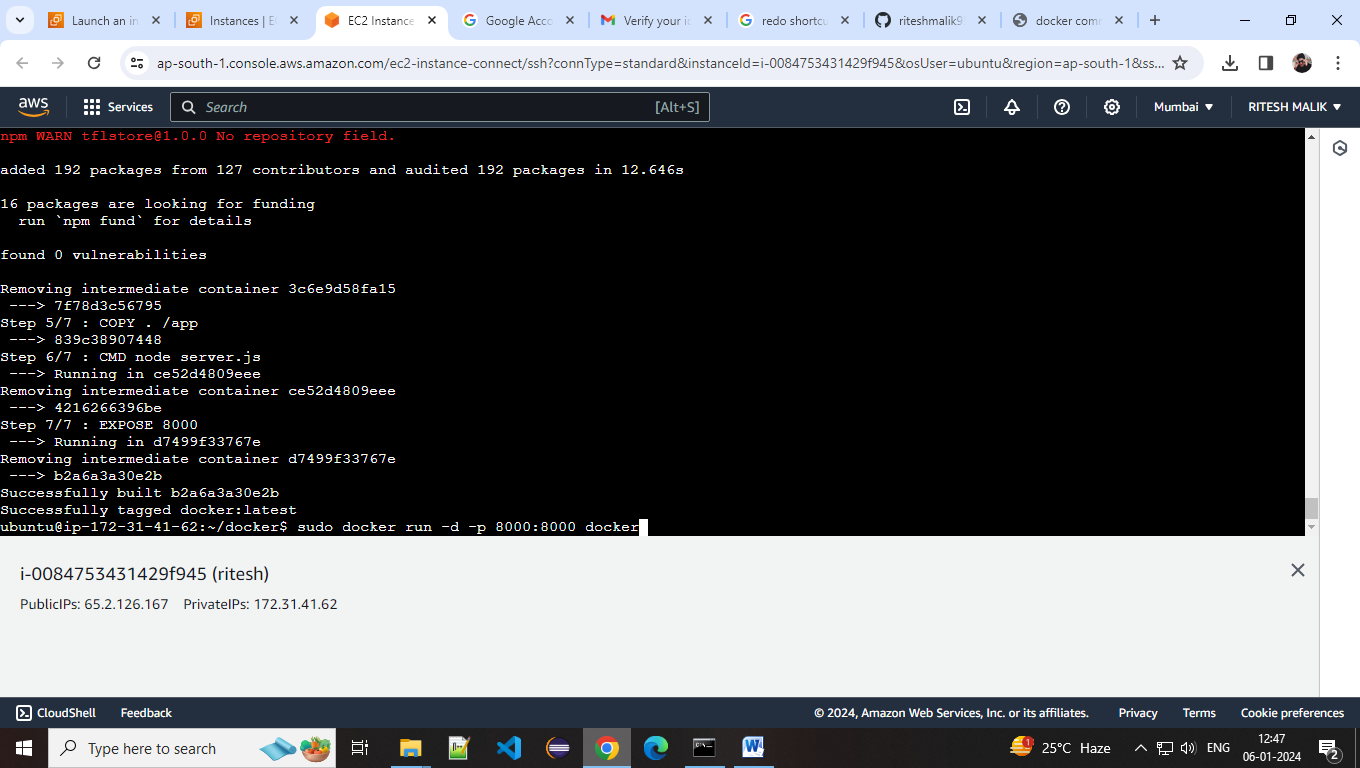 Launch an in
Instances | E
EC2 Instance
Google Acco
Verify your i
redo shortcu
riteshmalik9
docker com
ap-south-1.console.aws.amazon.com/ec2-instance-connect/ssh?connType=standard&instanceId=i-0084753431429f945&osUser=ubuntu&region=ap-south-1&ss...
aws
Services
Search
[Alt+S]
Mumbai
RITESH MALIK
npm WARN tflstore@1.0.0 No repository field.
added 192 packages from 127 contributors and audited 192 packages in 12.646s
16 packages are looking for funding
run `npm fund` for details
found 0 vulnerabilities
Removing intermediate container 3c6e9d58fa15
---> 7f78d3c56795
Step 5/7 : COPY . /app
---> 839c38907448
Step 6/7 : CMD node server.js
---> Running in ce52d4809eee
Removing intermediate container ce52d4809eee
---> 4216266396be
Step 7/7 : EXPOSE 8000
---> Running in d7499f33767e
Removing intermediate container d7499f33767e
---> b2a6a3a30e2b
Successfully built b2a6a3a30e2b
Successfully tagged docker:latest
ubuntu@ip-172-31-41-62:~/docker$ sudo docker run -d -p 8000:8000 docker
i-0084753431429f945 (ritesh)
PublicIPs: 65.2.126.167 PrivateIPs: 172.31.41.62
CloudShell
Feedback
© 2024, Amazon Web Services, Inc. or its affiliates.
Privacy
Terms
Cookie preferences
Type here to search
1
25°C Haze
ENG
12:47
06-01-2024
2